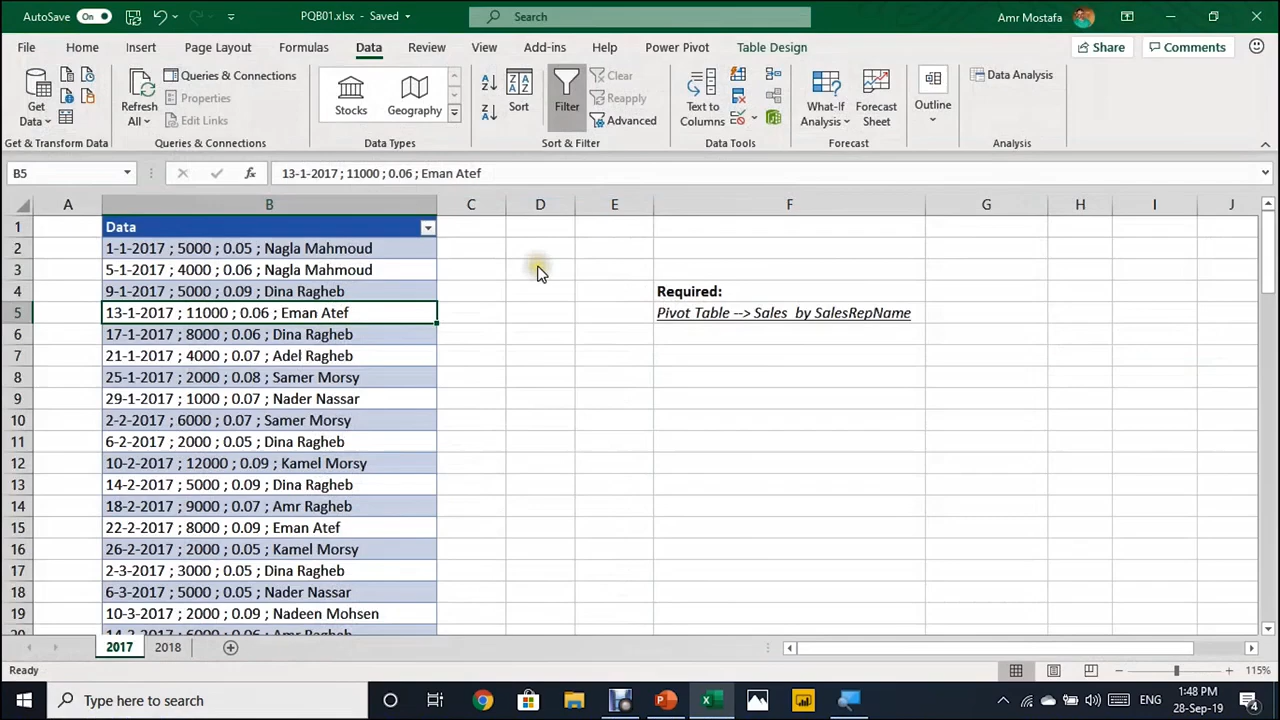 AutoSave On PQB01.xlsx - Saved Search Amr Mostafa
File Home Insert Page Layout Formulas Data Review View Add-ins Help Power Pivot Table Design Share Comments
Get Data
Refresh All
Queries & Connections
Properties
Edit Links
Stocks
Geography
Sort
Filter
Clear
Reapply
Advanced
Text to Columns
What-If Analysis
Forecast Sheet
Outline
Data Analysis
Get & Transform Data Queries & Connections Data Types Sort & Filter Data Tools Forecast Analysis
B5 fx 13-1-2017 ; 11000 ; 0.06 ; Eman Atef
A B C D E F G H I J
1 Data
2 1-1-2017 ; 5000 ; 0.05 ; Nagla Mahmoud
3 5-1-2017 ; 4000 ; 0.06 ; Nagla Mahmoud
4 9-1-2017 ; 5000 ; 0.09 ; Dina Ragheb Required:
5 13-1-2017 ; 11000 ; 0.06 ; Eman Atef Pivot Table --> Sales by SalesRepName
6 17-1-2017 ; 8000 ; 0.06 ; Dina Ragheb
7 21-1-2017 ; 4000 ; 0.07 ; Adel Ragheb
8 25-1-2017 ; 2000 ; 0.08 ; Samer Morsy
9 29-1-2017 ; 1000 ; 0.07 ; Nader Nassar
10 2-2-2017 ; 6000 ; 0.07 ; Samer Morsy
11 6-2-2017 ; 2000 ; 0.05 ; Dina Ragheb
12 10-2-2017 ; 12000 ; 0.09 ; Kamel Morsy
13 14-2-2017 ; 5000 ; 0.09 ; Dina Ragheb
14 18-2-2017 ; 9000 ; 0.07 ; Amr Ragheb
15 22-2-2017 ; 8000 ; 0.09 ; Eman Atef
16 26-2-2017 ; 2000 ; 0.05 ; Kamel Morsy
17 2-3-2017 ; 3000 ; 0.05 ; Dina Ragheb
18 6-3-2017 ; 5000 ; 0.05 ; Nader Nassar
19 10-3-2017 ; 2000 ; 0.09 ; Nadeen Mohsen
20 14-3-2017 ; 6000 ; 0.06 ; Amr Ragheb
2017 2018
Ready 115%
Type here to search ENG 1:48 PM
28-Sep-19 4